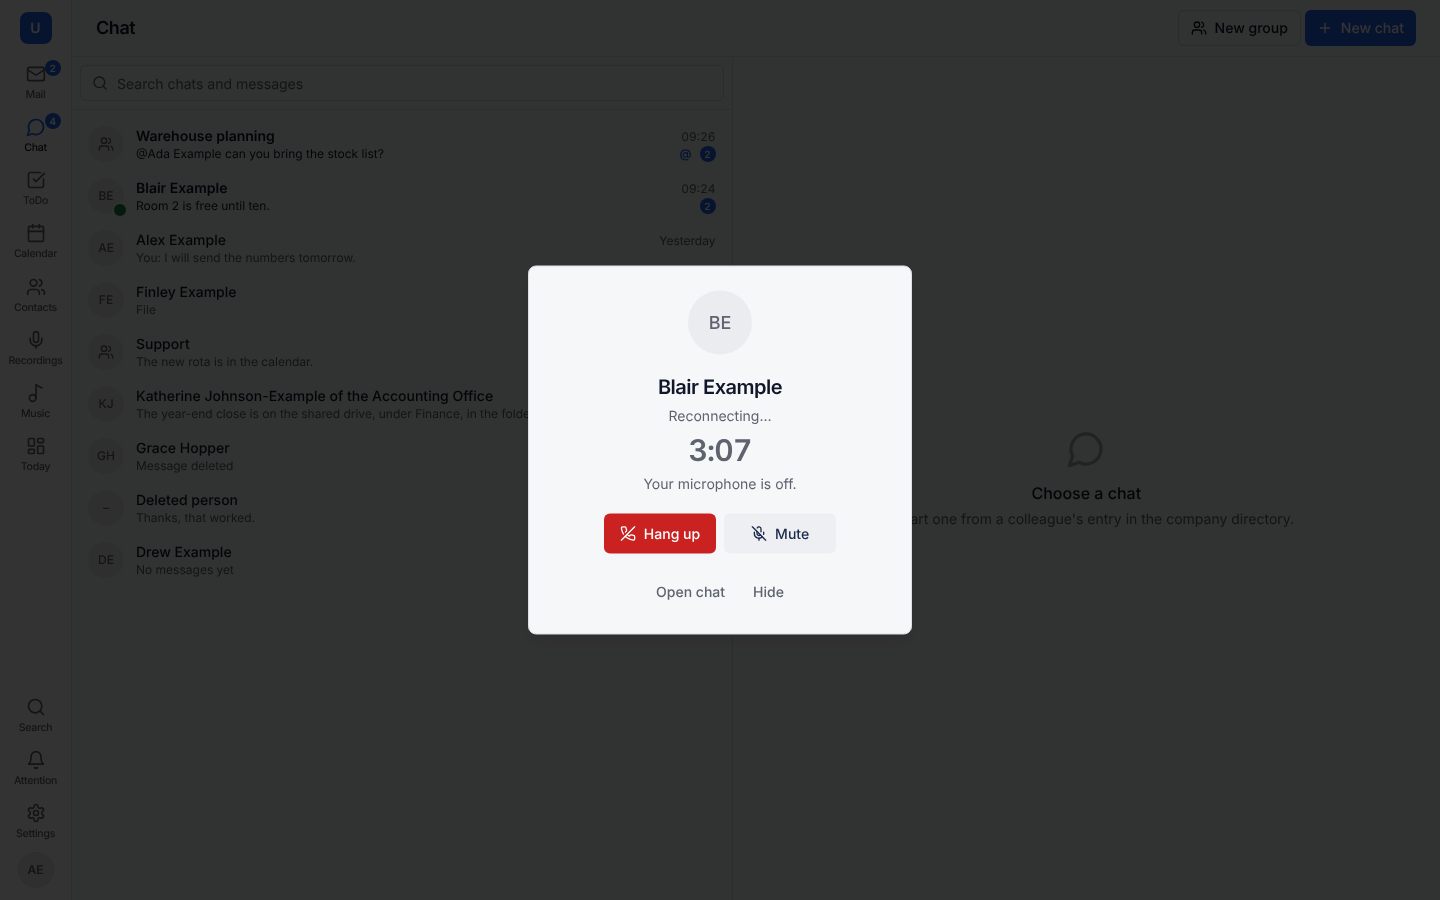 U
Chat
New group
New chat
2
Mail
4
Chat
ToDo
Calendar
Contacts
Recordings
Music
Today
Search
Attention
Settings
AE
Search chats and messages
Warehouse planning
09:26
@Ada Example can you bring the stock list?
@ 2
BE
Blair Example
09:24
Room 2 is free until ten.
2
AE
Alex Example
Yesterday
You: I will send the numbers tomorrow.
FE
Finley Example
File
Support
The new rota is in the calendar.
KJ
Katherine Johnson-Example of the Accounting Office
The year-end close is on the shared drive, under Finance, in the folde
GH
Grace Hopper
Message deleted
–
Deleted person
Thanks, that worked.
DE
Drew Example
No messages yet
BE
Blair Example
Reconnecting…
3:07
Your microphone is off.
Hang up
Mute
Open chat
Hide
Choose a chat
art one from a colleague's entry in the company directory.